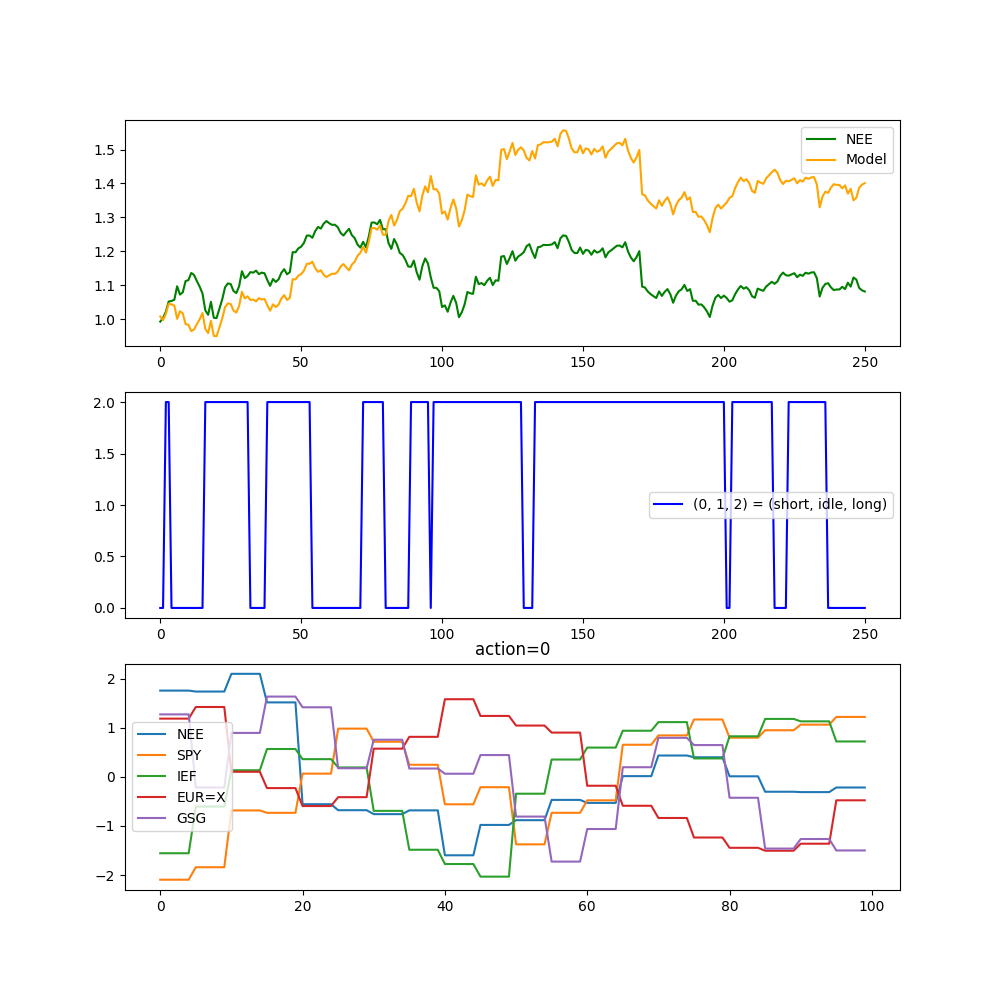 1.5
1.4
1.3
1.2
1.1
1.0
NEE
Model
0 50 100 150 200 250
2.0
1.5
1.0
0.5
0.0
(0, 1, 2) = (short, idle, long)
0 50 100 150 200 250
action=0
2
1
0
−1
−2
NEE
SPY
IEF
EUR=X
GSG
0 20 40 60 80 100